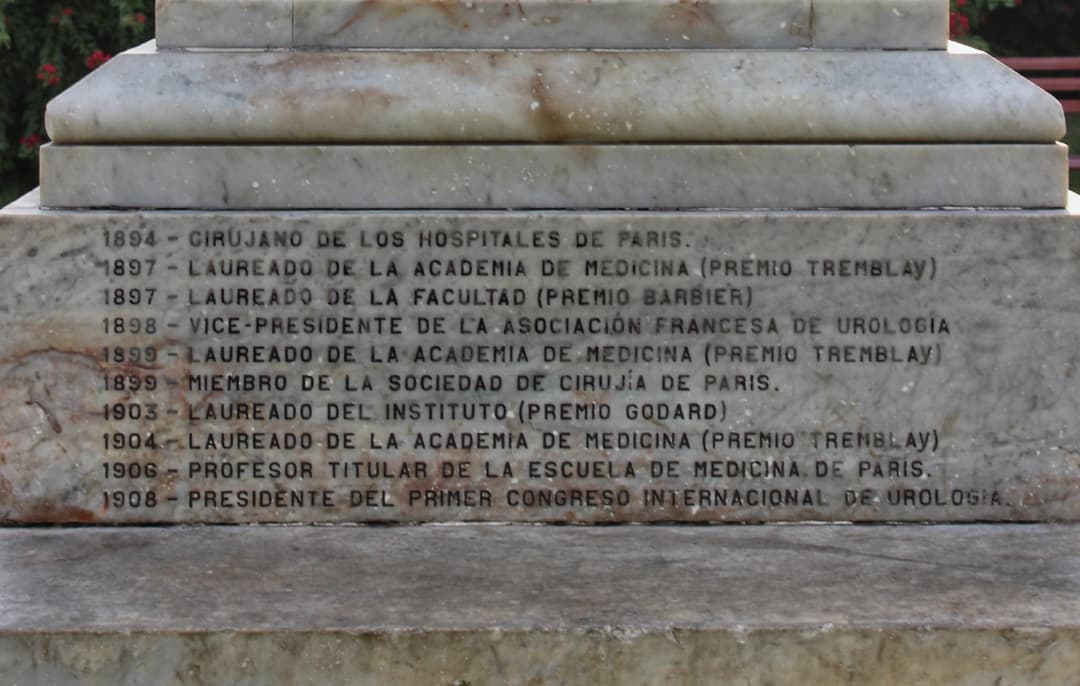 1894 - CIRUJANO DE LOS HOSPITALES DE PARIS.
1897 - LAUREADO DE LA ACADEMIA DE MEDICINA (PREMIO TREMBLAY)
1897 - LAUREADO DE LA FACULTAD (PREMIO BARBIER)
1898 - VICE-PRESIDENTE DE LA ASOCIACIÓN FRANCESA DE UROLOGÍA
1899 - LAUREADO DE LA ACADEMIA DE MEDICINA (PREMIO TREMBLAY)
1899 - MIEMBRO DE LA SOCIEDAD DE CIRUJÍA DE PARIS.
1903 - LAUREADO DEL INSTITUTO (PREMIO GODARD)
1904 - LAUREADO DE LA ACADEMIA DE MEDICINA (PREMIO TREMBLAY)
1906 - PROFESOR TITULAR DE LA ESCUELA DE MEDICINA DE PARÍS.
1908 - PRESIDENTE DEL PRIMER CONGRESO INTERNACIONAL DE UROLOGÍA.